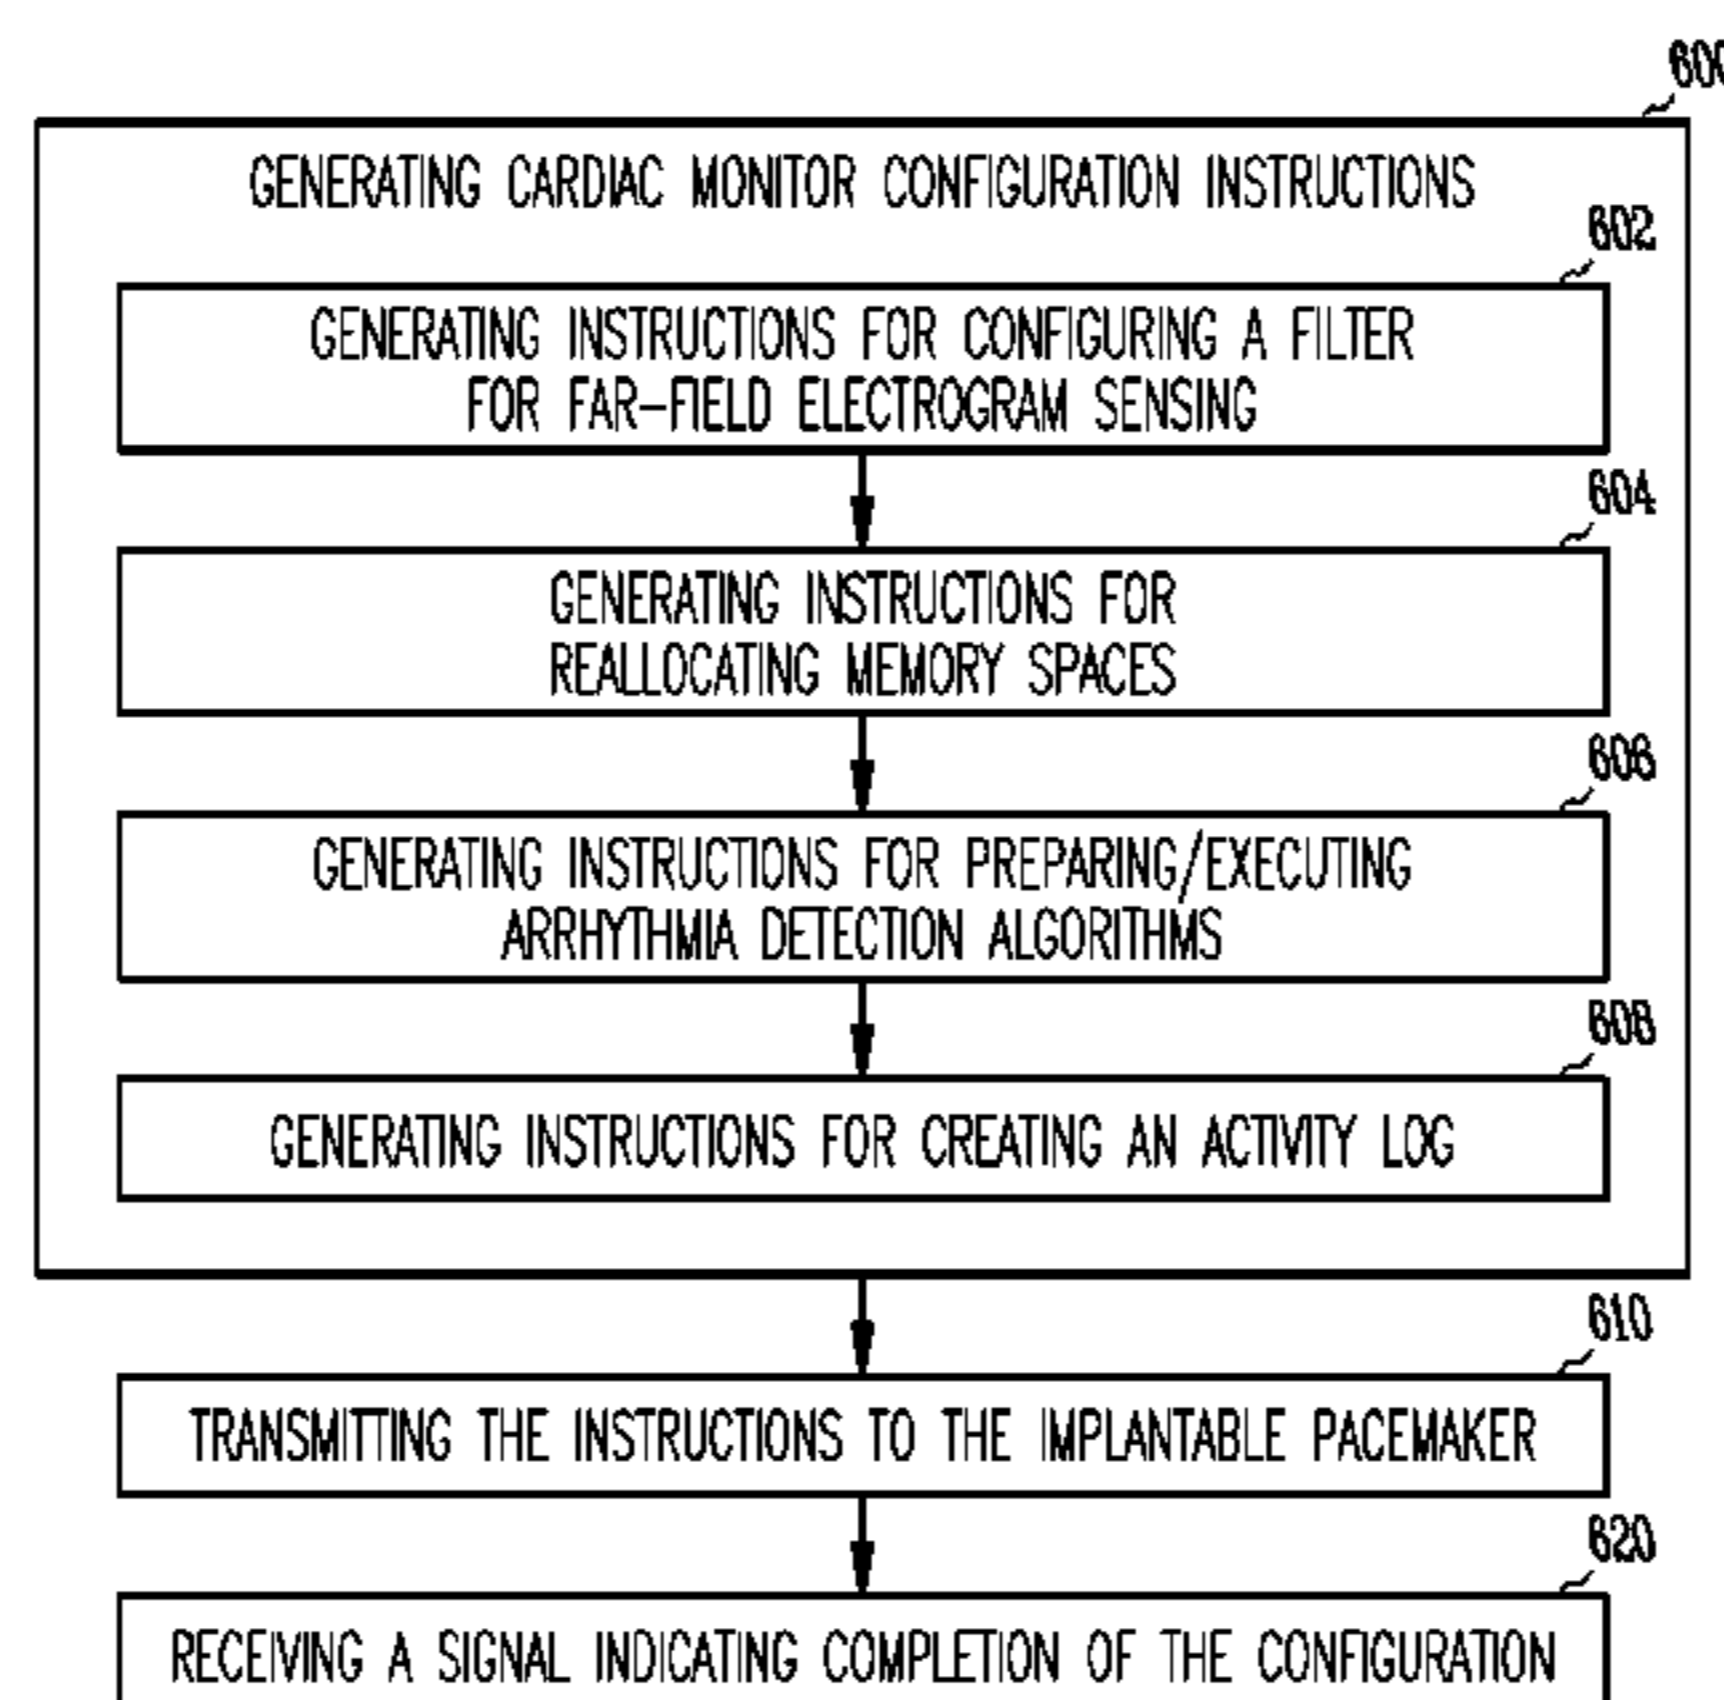 600
GENERATING CARDIAC MONITOR CONFIGURATION INSTRUCTIONS
602
GENERATING INSTRUCTIONS FOR CONFIGURING A FILTER
FOR FAR-FIELD ELECTROGRAM SENSING
604
GENERATING INSTRUCTIONS FOR
REALLOCATING MEMORY SPACES
606
GENERATING INSTRUCTIONS FOR PREPARING/EXECUTING
ARRHYTHMIA DETECTION ALGORITHMS
608
GENERATING INSTRUCTIONS FOR CREATING AN ACTIVITY LOG
610
TRANSMITTING THE INSTRUCTIONS TO THE IMPLANTABLE PACEMAKER
620
RECEIVING A SIGNAL INDICATING COMPLETION OF THE CONFIGURATION